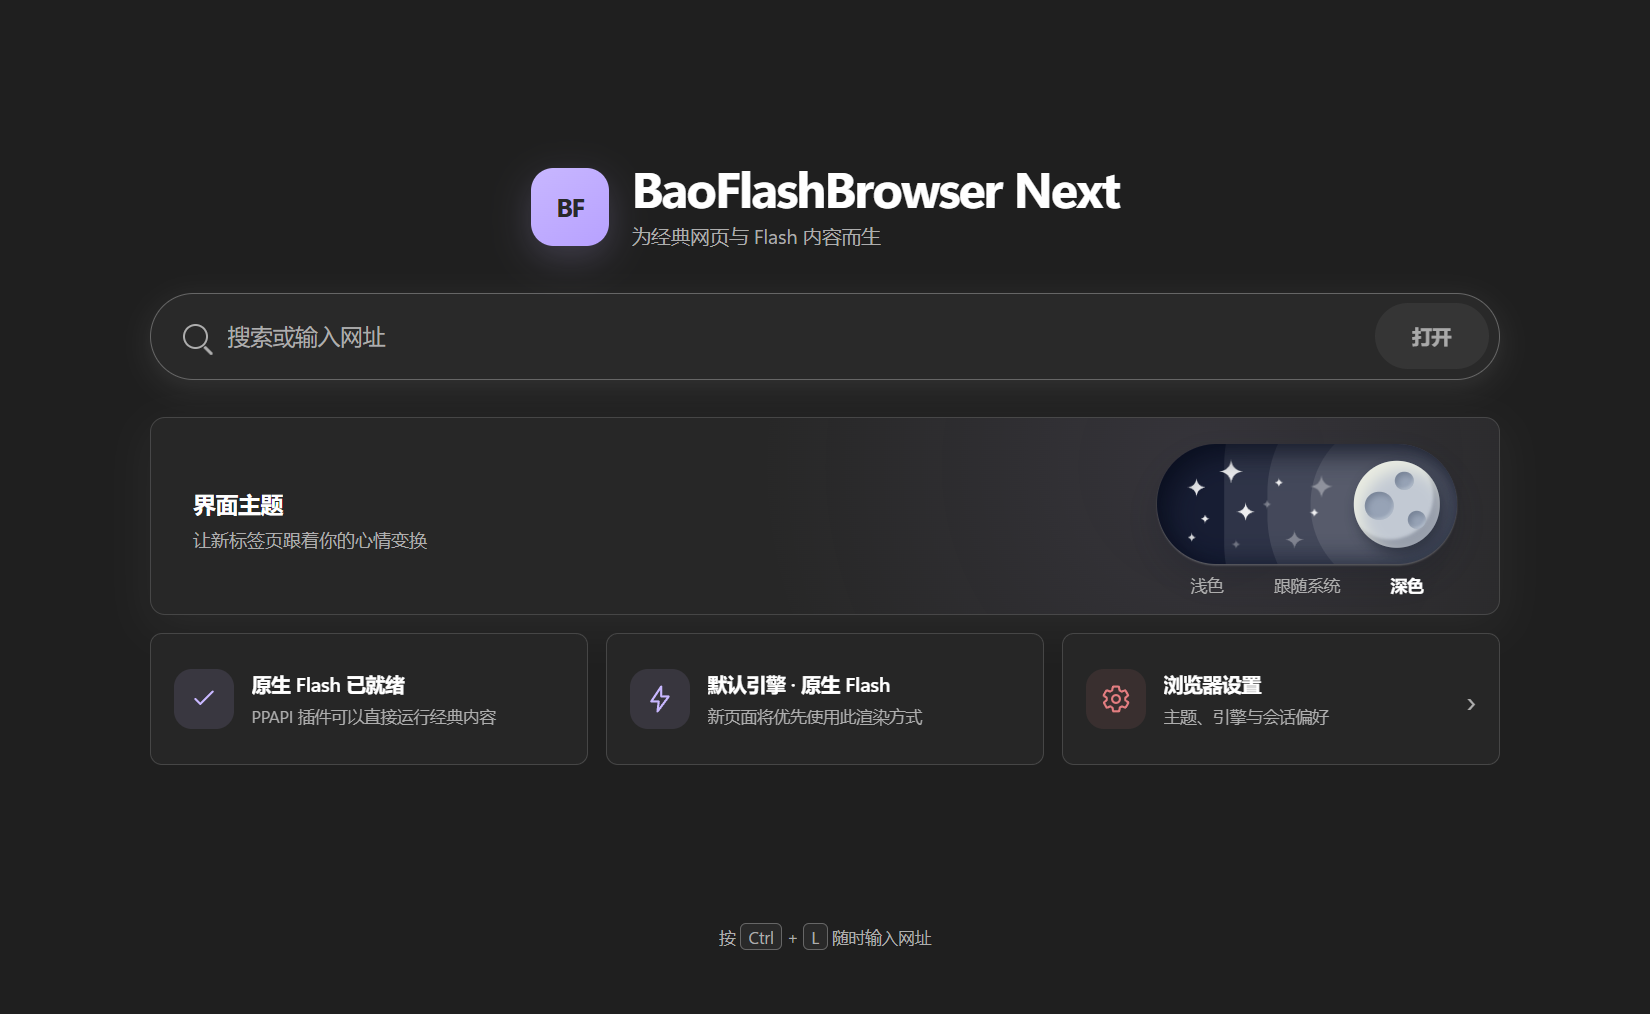 BF
BaoFlashBrowser Next
为经典网页与 Flash 内容而生
搜索或输入网址
打开
界面主题
让新标签页跟着你的心情变换
浅色
跟随系统
深色
原生 Flash 已就绪
PPAPI 插件可以直接运行经典内容
默认引擎 · 原生 Flash
新页面将优先使用此渲染方式
浏览器设置
主题、引擎与会话偏好
按 Ctrl + L 随时输入网址